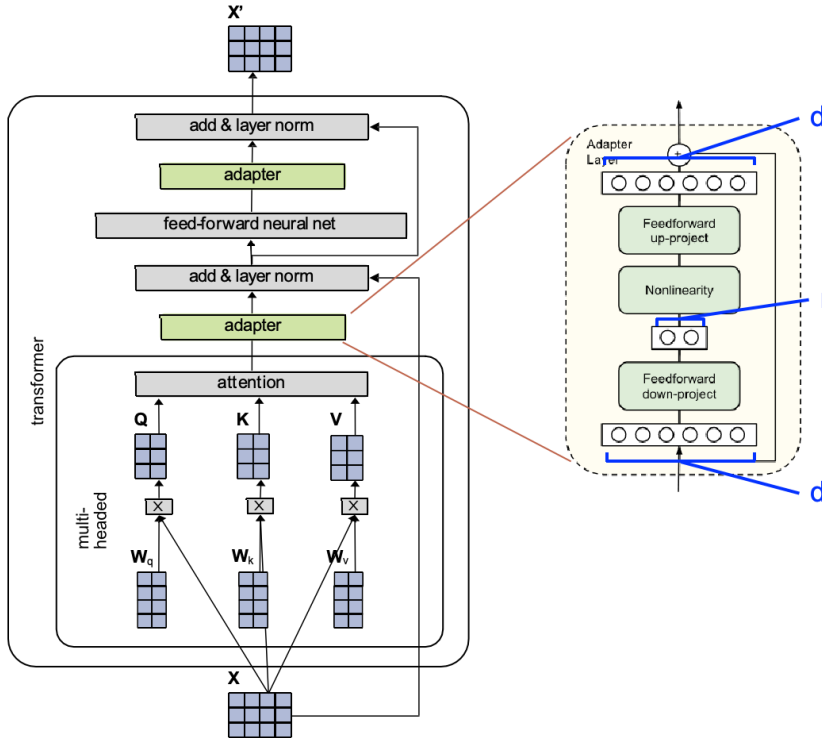 X'
add & layer norm
adapter
feed-forward neural net
add & layer norm
adapter
attention
Q K V
X X X
Wq Wk Wv
X
transformer
multi-
headed
Adapter
Layer
+
Feedforward
up-project
Nonlinearity
Feedforward
down-project
d
d